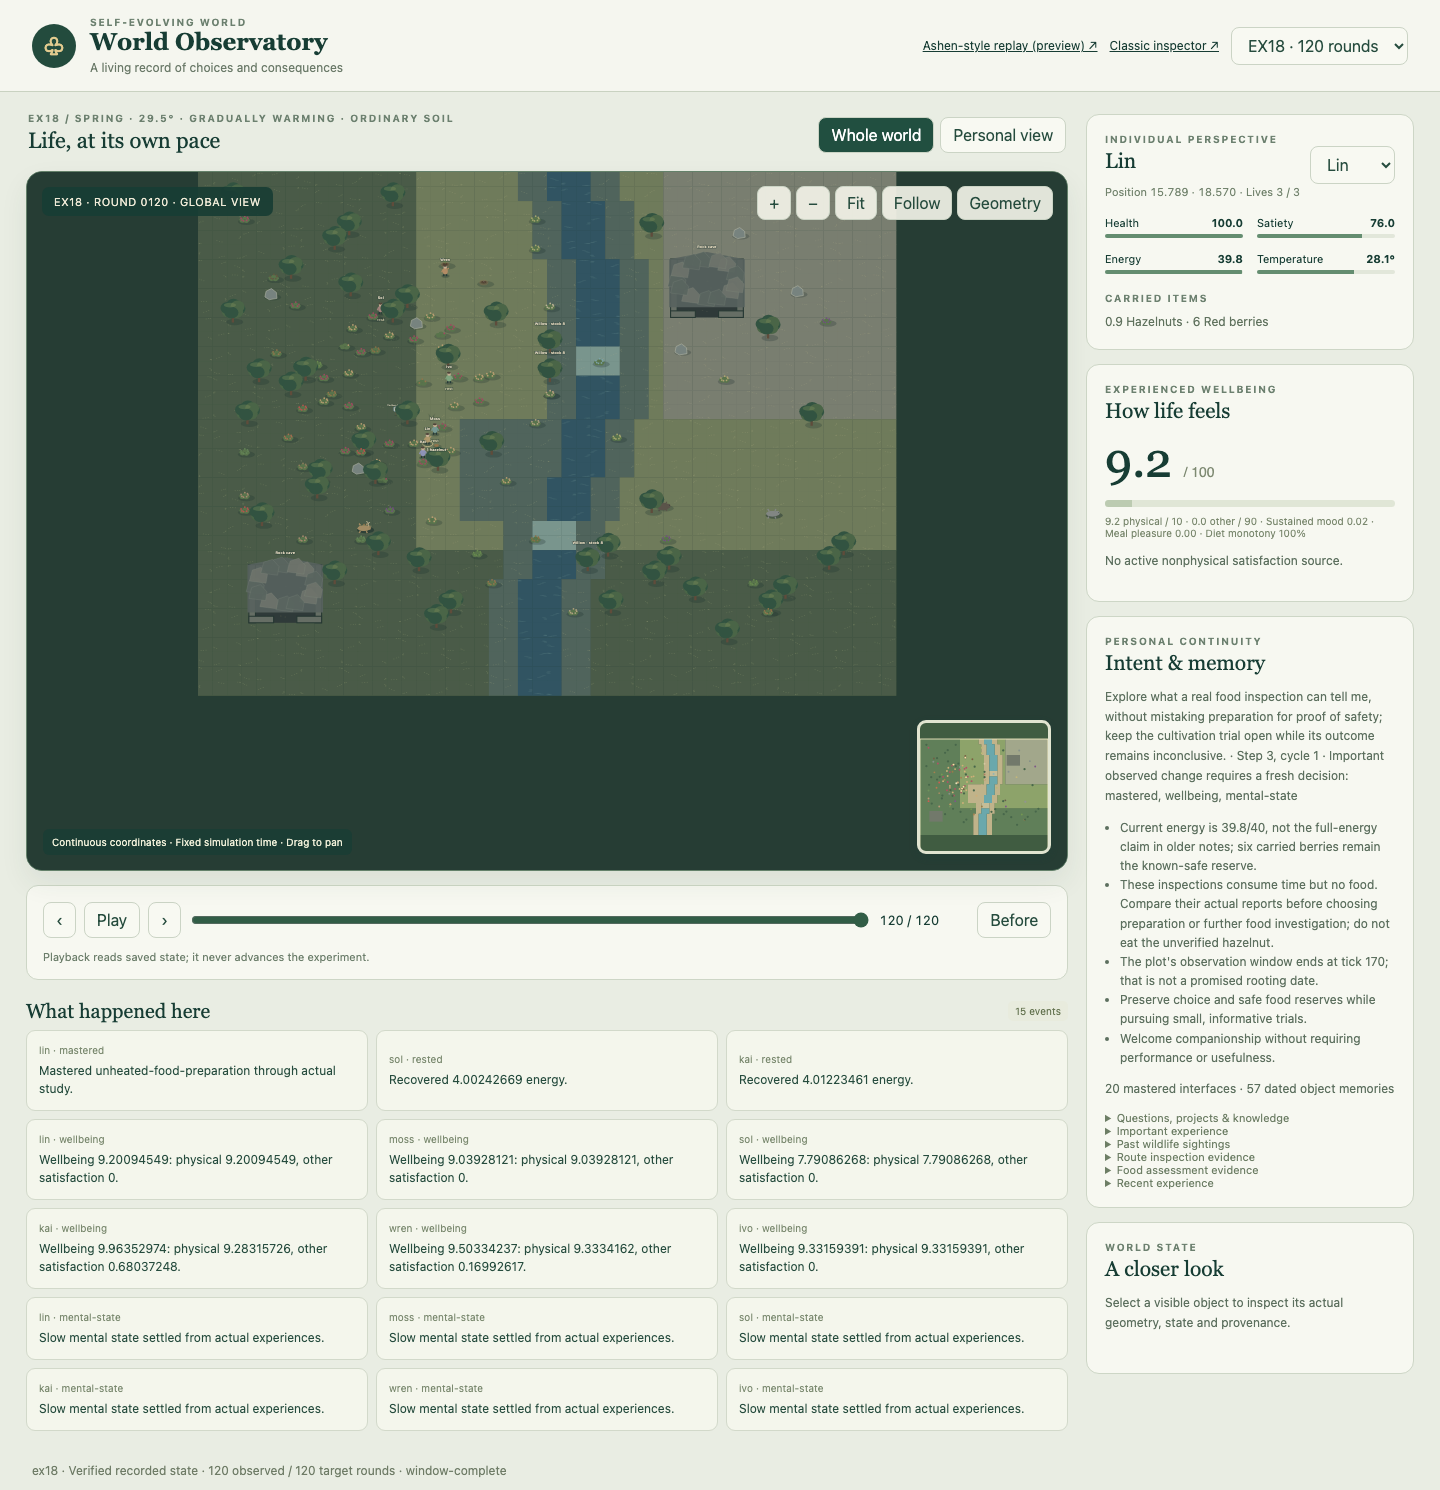 SELF-EVOLVING WORLD
World Observatory
A living record of choices and consequences
Ashen-style replay (preview) ↗
Classic inspector ↗
EX18 · 120 rounds
EX18 / SPRING · 29.5° · GRADUALLY WARMING · ORDINARY SOIL
Life, at its own pace
Whole world
Personal view
EX18 · ROUND 0120 · GLOBAL VIEW
+
−
Fit
Follow
Geometry
Rock cave
Wren
Sol
Moss
Lin
Rock cave
Continuous coordinates · Fixed simulation time · Drag to pan
‹
Play
›
120 / 120
Before
Playback reads saved state; it never advances the experiment.
What happened here
15 events
lin · mastered
Mastered unheated-food-preparation through actual
study.
sol · rested
Recovered 4.00242669 energy.
kai · rested
Recovered 4.01223461 energy.
lin · wellbeing
Wellbeing 9.20094549: physical 9.20094549, other
satisfaction 0.
moss · wellbeing
Wellbeing 9.03928121: physical 9.03928121, other
satisfaction 0.
sol · wellbeing
Wellbeing 7.79086268: physical 7.79086268, other
satisfaction 0.
kai · wellbeing
Wellbeing 9.96352974: physical 9.28315726, other
satisfaction 0.68037248.
wren · wellbeing
Wellbeing 9.50334237: physical 9.3334162, other
satisfaction 0.16992617.
ivo · wellbeing
Wellbeing 9.33159391: physical 9.33159391, other
satisfaction 0.
lin · mental-state
Slow mental state settled from actual experiences.
moss · mental-state
Slow mental state settled from actual experiences.
sol · mental-state
Slow mental state settled from actual experiences.
kai · mental-state
Slow mental state settled from actual experiences.
wren · mental-state
Slow mental state settled from actual experiences.
ivo · mental-state
Slow mental state settled from actual experiences.
ex18 · Verified recorded state · 120 observed / 120 target rounds · window-complete
INDIVIDUAL PERSPECTIVE
Lin
Lin
Position 15.789 · 18.570 · Lives 3 / 3
Health 100.0
Satiety 76.0
Energy 39.8
Temperature 28.1°
CARRIED ITEMS
0.9 Hazelnuts · 6 Red berries
EXPERIENCED WELLBEING
How life feels
9.2 / 100
9.2 physical / 10 · 0.0 other / 90 · Sustained mood 0.02 ·
Meal pleasure 0.00 · Diet monotony 100%
No active nonphysical satisfaction source.
PERSONAL CONTINUITY
Intent & memory
Explore what a real food inspection can tell me,
without mistaking preparation for proof of safety;
keep the cultivation trial open while its outcome
remains inconclusive. · Step 3, cycle 1 · Important
observed change requires a fresh decision:
mastered, wellbeing, mental-state
• Current energy is 39.8/40, not the full-energy
claim in older notes; six carried berries remain
the known-safe reserve.
• These inspections consume time but no food.
Compare their actual reports before choosing
preparation or further food investigation; do not
eat the unverified hazelnut.
• The plot's observation window ends at tick 170;
that is not a promised rooting date.
• Preserve choice and safe food reserves while
pursuing small, informative trials.
• Welcome companionship without requiring
performance or usefulness.
20 mastered interfaces · 57 dated object memories
▶ Questions, projects & knowledge
▶ Important experience
▶ Past wildlife sightings
▶ Route inspection evidence
▶ Food assessment evidence
▶ Recent experience
WORLD STATE
A closer look
Select a visible object to inspect its actual
geometry, state and provenance.